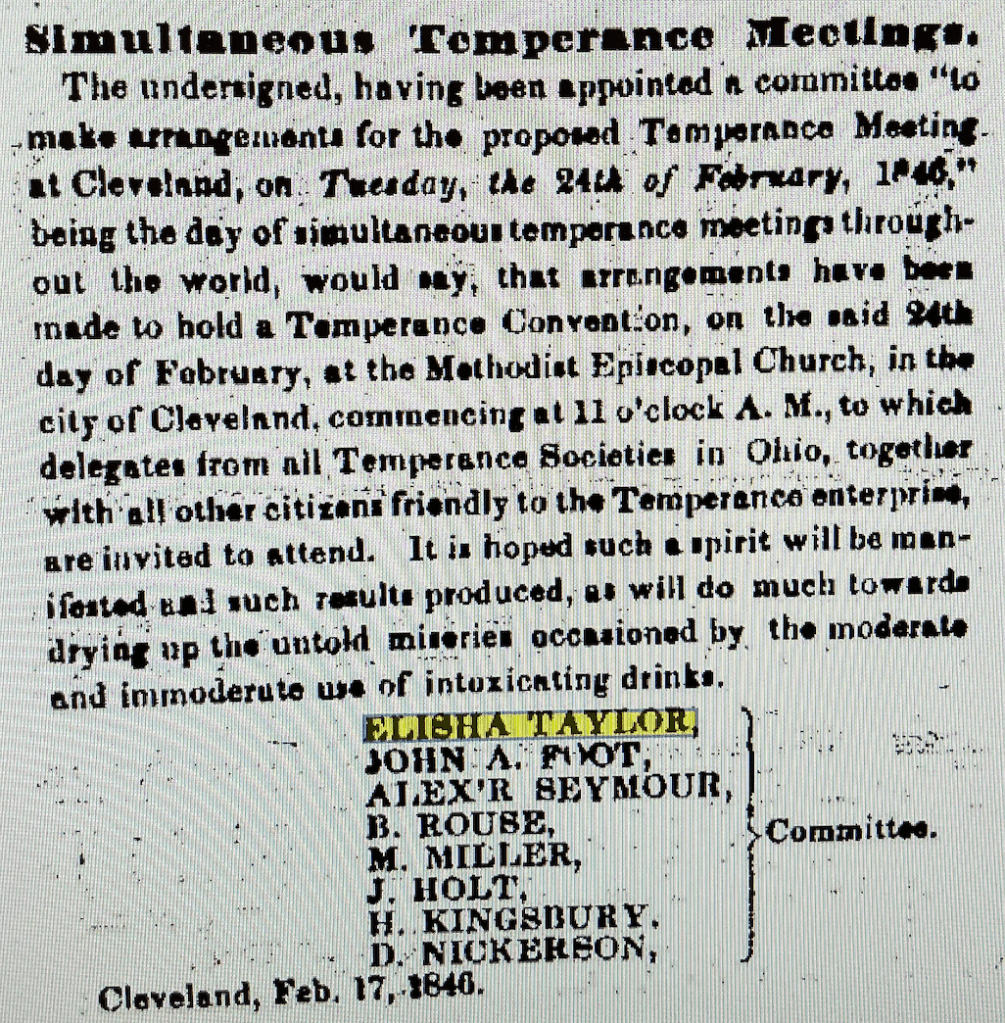 Simultaneous Temperance Meetings.
The undersigned, having been appointed a committee "to
make arrangements for the proposed Temperance Meeting
at Cleveland, on Tuesday, the 24th of February, 1846,"
being the day of simultaneous temperance meetings through-
out the world, would say, that arrangements have been
made to hold a Temperance Convention, on the said 24th
day of February, at the Methodist Episcopal Church, in the
city of Cleveland, commencing at 11 o'clock A. M., to which
delegates from all Temperance Societies in Ohio, together
with all other citizens friendly to the Temperance enterprise,
are invited to attend. It is hoped such a spirit will be man-
ifested and such results produced, as will do much towards
drying up the untold miseries occasioned by the moderate
and immoderate use of intoxicating drinks.
ELISHA TAYLOR,
JOHN A. FOOT,
ALEX'R SEYMOUR,
B. ROUSE,
M. MILLER,
J. HOLT,
H. KINGSBURY.
D. NICKERSON,
Committee.
Cleveland, Feb. 17, 1846.